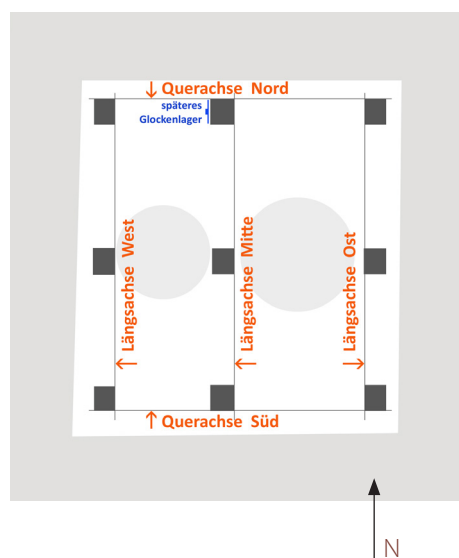 ↓ Querachse Nord
späteres
Glockenlager
Längsachse West
Längsachse Mitte
Längsachse Ost
↑ Querachse Süd
N